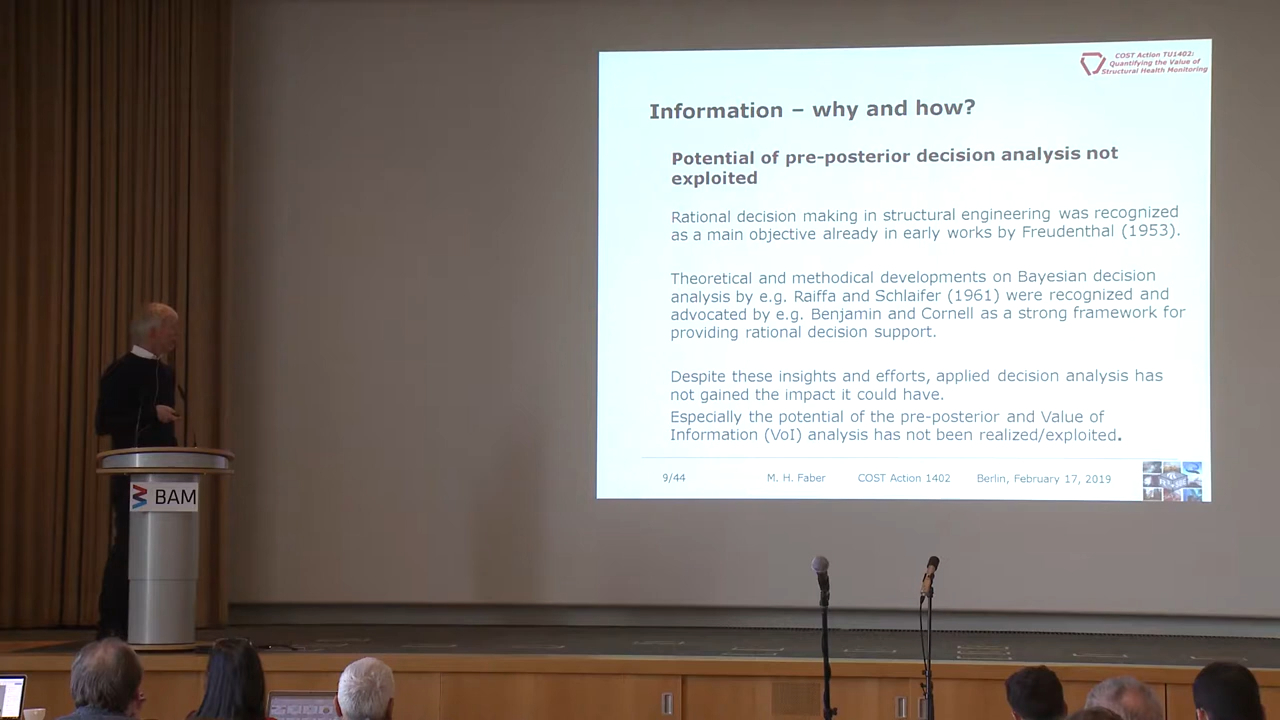 COST Action TU1402:
Quantifying the Value of
Structural Health Monitoring
Information – why and how?
Potential of pre-posterior decision analysis not
exploited
Rational decision making in structural engineering was recognized
as a main objective already in early works by Freudenthal (1953).
Theoretical and methodical developments on Bayesian decision
analysis by e.g. Raiffa and Schlaifer (1961) were recognized and
advocated by e.g. Benjamin and Cornell as a strong framework for
providing rational decision support.
Despite these insights and efforts, applied decision analysis has
not gained the impact it could have.
Especially the potential of the pre-posterior and Value of
Information (VoI) analysis has not been realized/exploited.
9/44 M. H. Faber COST Action 1402 Berlin, February 17, 2019
BAM